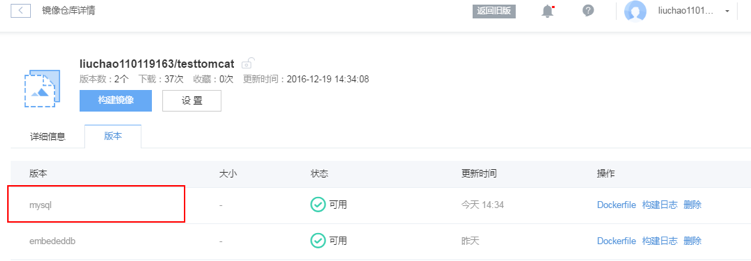 镜像仓库详情 返回旧版 liuchao1101...
liuchao110119163/testtomcat
版本数：2个 下载：37次 收藏：0次 更新时间：2016-12-19 14:34:08
构建镜像 设 置
详细信息 版本
版本 大小 状态 更新时间 操作
mysql - 可用 今天 14:34 Dockerfile 构建日志 删除
embededdb - 可用 昨天 Dockerfile 构建日志 删除